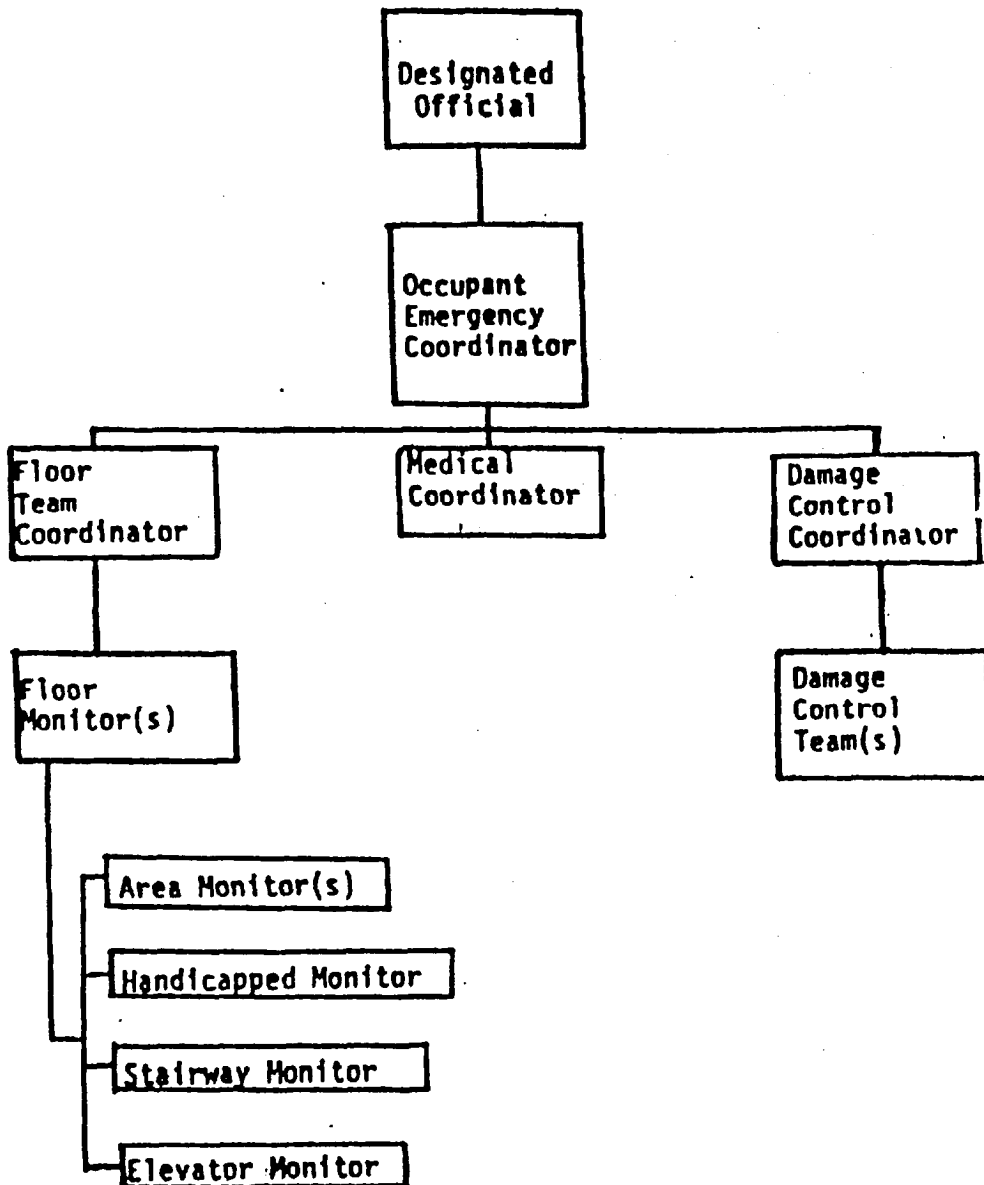 Designated
Official
Occupant
Emergency
Coordinator
Floor
Team
Coordinator
Medical
Coordinator
Damage
Control
Coordinator
Floor
Monitor(s)
Damage
Control
Team(s)
Area Monitor(s)
Handicapped Monitor
Stairway Monitor
Elevator Monitor